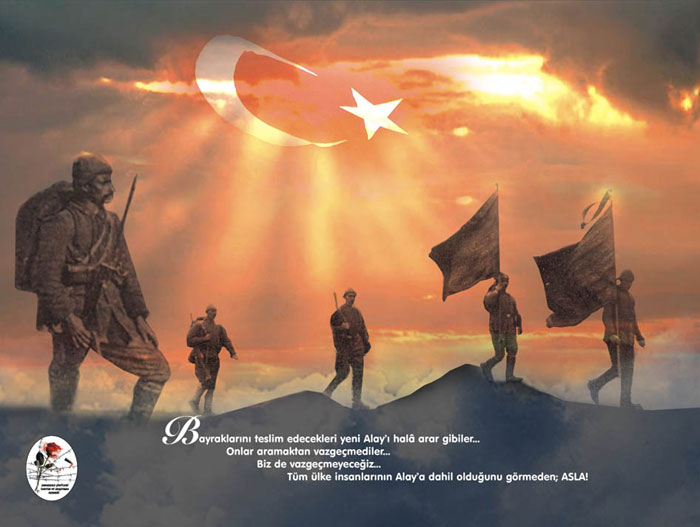 Bayraklarını teslim edecekleri yeni Alay'ı halâ arar gibiler...
Onlar aramaktan vazgeçmediler...
Biz de vazgeçmeyeceğiz...
Tüm ülke insanlarının Alay'a dahil olduğunu görmeden; ASLA!